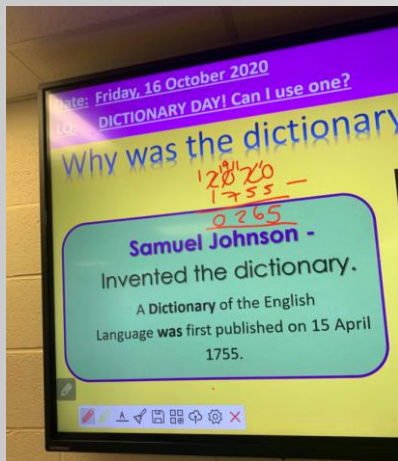 Date: Friday, 16 October 2020
LO: DICTIONARY DAY! Can I use one?
Why was the dictionary
2020
1755 -
0265
Samuel Johnson -
Invented the dictionary.
A Dictionary of the English
Language was first published on 15 April
1755.